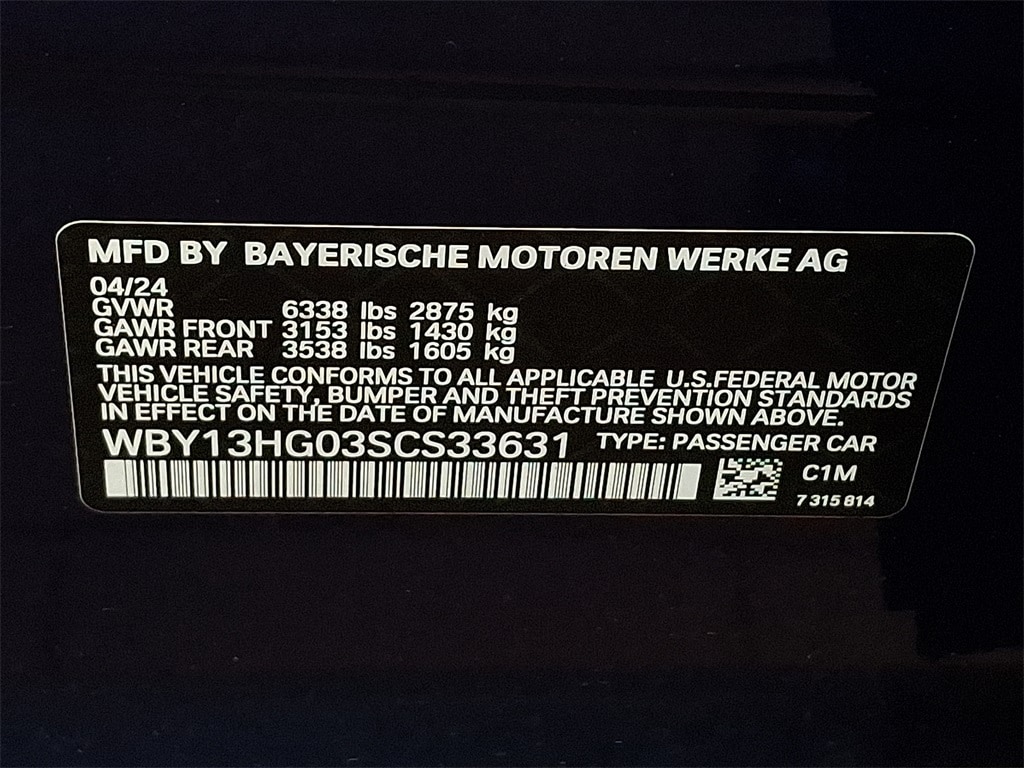 MFD BY BAYERISCHE MOTOREN WERKE AG
04/24
GVWR 6338 lbs 2875 kg
GAWR FRONT 3153 lbs 1430 kg
GAWR REAR 3538 lbs 1605 kg
THIS VEHICLE CONFORMS TO ALL APPLICABLE U.S.FEDERAL MOTOR
VEHICLE SAFETY, BUMPER AND THEFT PREVENTION STANDARDS
IN EFFECT ON THE DATE OF MANUFACTURE SHOWN ABOVE.
WBY13HG03SCS33631 TYPE: PASSENGER CAR
C1M
7 315 814